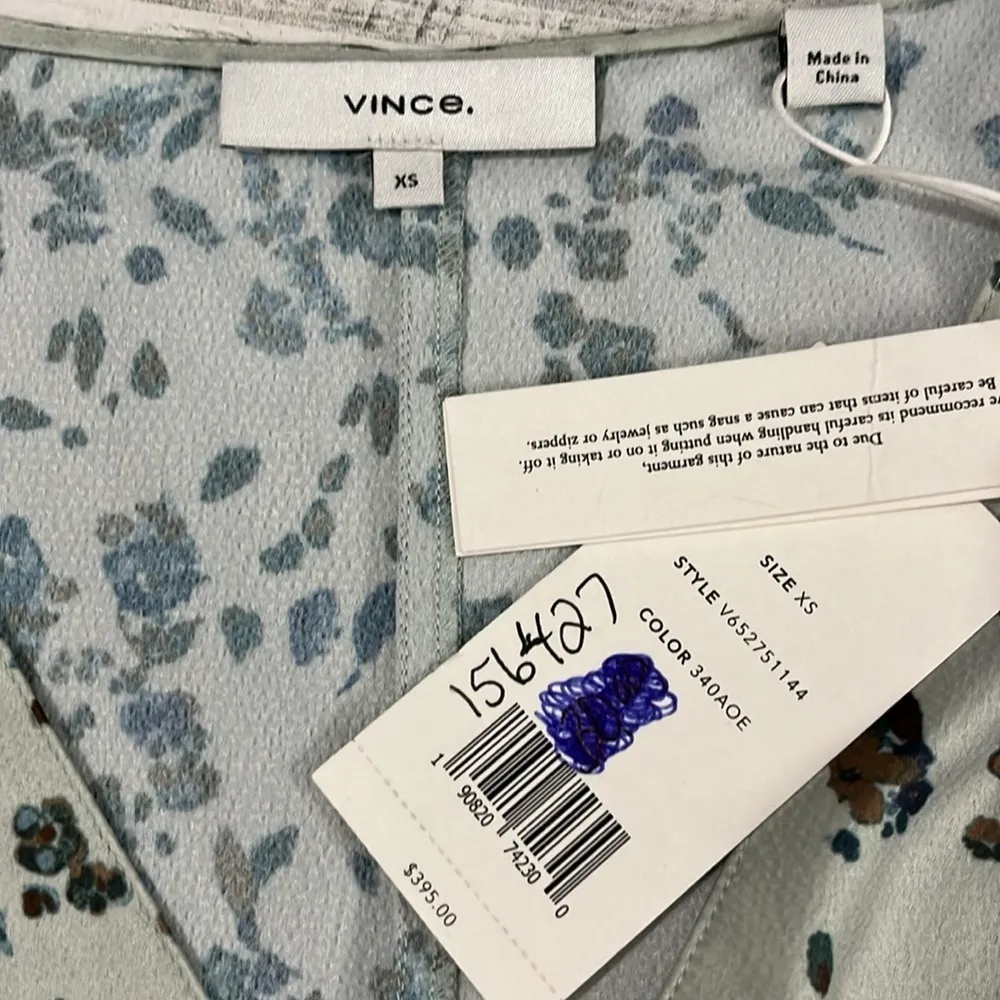 VINCE.
XS
Made in
China
Due to the nature of this garment,
we recommend its careful handling when putting it on or taking it off.
Be careful of items that can cause a snag such as jewelry or zippers.
SIZE XS
STYLE V652751144
COLOR 340AOE
156427
1 90820 74230 0
$395.00